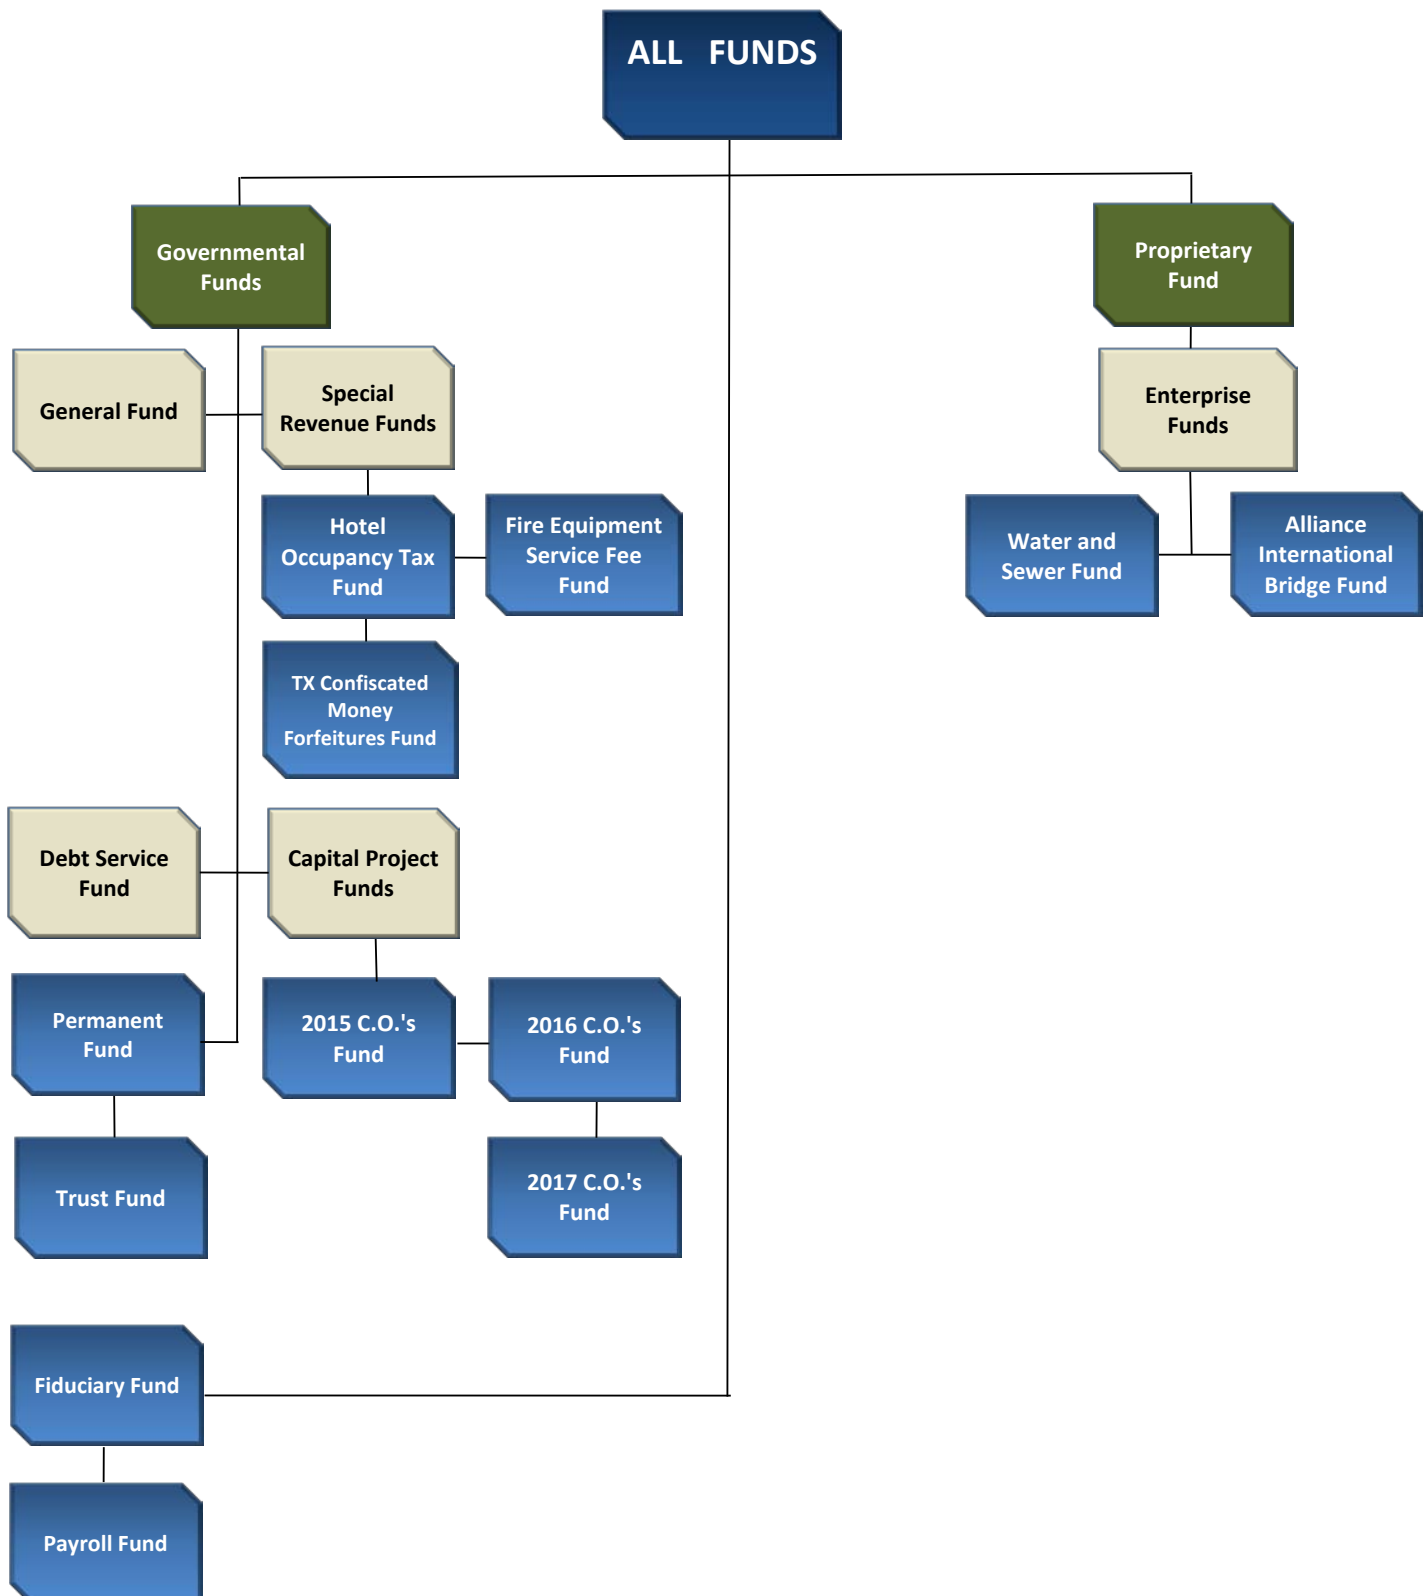 ALL FUNDS
Governmental
Funds
Proprietary
Fund
General Fund
Special
Revenue Funds
Enterprise
Funds
Hotel
Occupancy Tax
Fund
Fire Equipment
Service Fee
Fund
Water and
Sewer Fund
Alliance
International
Bridge Fund
TX Confiscated
Money
Forfeitures Fund
Debt Service
Fund
Capital Project
Funds
Permanent
Fund
2015 C.O.'s
Fund
2016 C.O.'s
Fund
Trust Fund
2017 C.O.'s
Fund
Fiduciary Fund
Payroll Fund